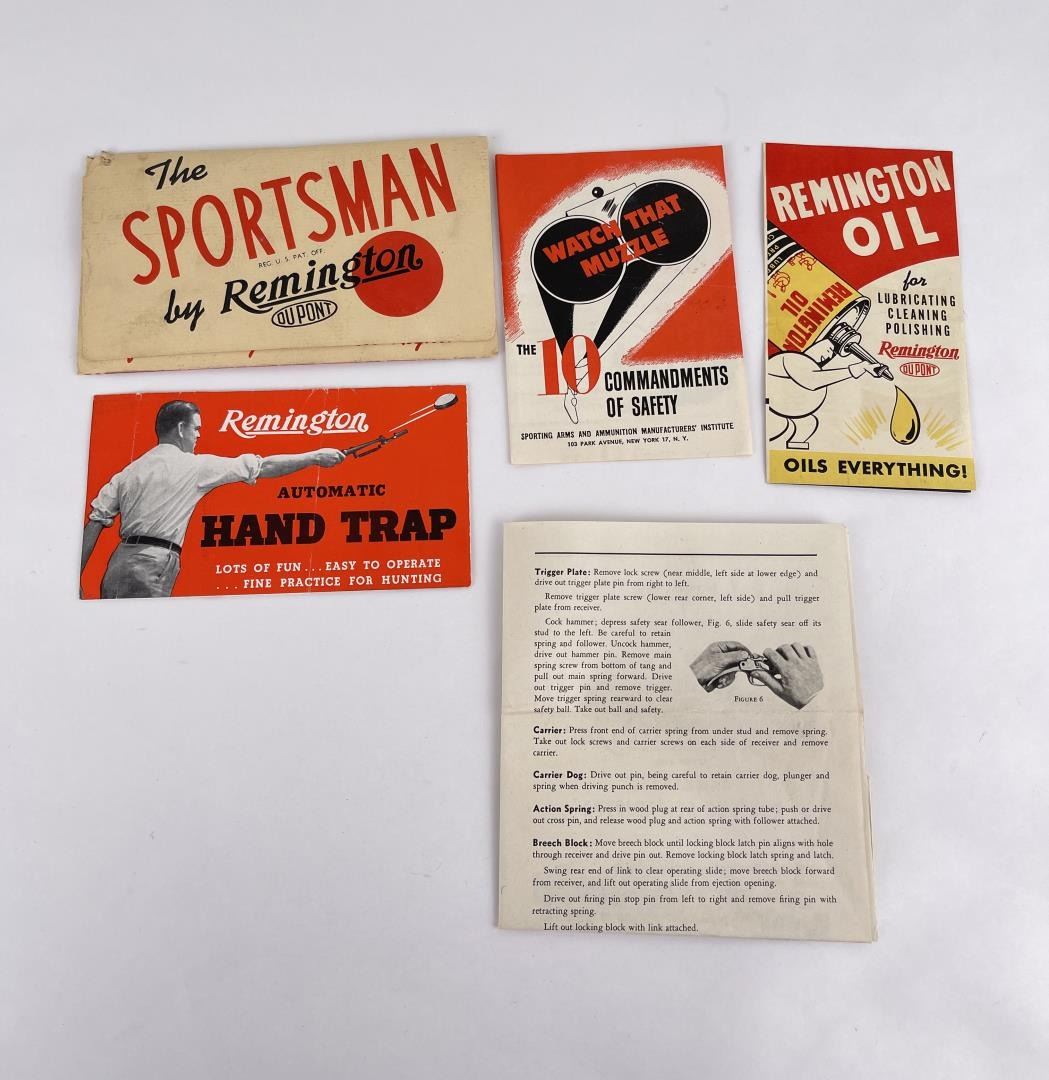 The
SPORTSMAN
REG. U. S. PAT. OFF.
by Remington
DU PONT
WATCH THAT
MUZZLE
THE 10
COMMANDMENTS
OF SAFETY
SPORTING ARMS AND AMMUNITION MANUFACTURERS' INSTITUTE
103 PARK AVENUE, NEW YORK 17, N. Y.
REMINGTON
OIL
for
LUBRICATING
CLEANING
POLISHING
Remington
DU PONT
REMINGTON
OIL
OILS EVERYTHING!
Remington
AUTOMATIC
HAND TRAP
LOTS OF FUN...EASY TO OPERATE
...FINE PRACTICE FOR HUNTING
Trigger Plate: Remove lock screw (near middle, left side at lower edge) and
drive out trigger plate pin from right to left.
Remove trigger plate screw (lower rear corner, left side) and pull trigger
plate from receiver.
Cock hammer; depress safety sear follower, Fig. 6, slide safety sear off its
stud to the left. Be careful to retain
spring and follower. Uncock hammer,
drive out hammer pin. Remove main
spring screw from bottom of tang and
pull out main spring forward. Drive
out trigger pin and remove trigger.
Move trigger spring rearward to clear
safety ball. Take out ball and safety.
FIGURE 6
Carrier: Press front end of carrier spring from under stud and remove spring.
Take out lock screws and carrier screws on each side of receiver and remove
carrier.
Carrier Dog: Drive out pin, being careful to retain carrier dog, plunger and
spring when driving punch is removed.
Action Spring: Press in wood plug at rear of action spring tube; push or drive
out cross pin, and release wood plug and action spring with follower attached.
Breech Block: Move breech block until locking block latch pin aligns with hole
through receiver and drive pin out. Remove locking block latch spring and latch.
Swing rear end of link to clear operating slide; move breech block forward
from receiver, and lift out operating slide from ejection opening.
Drive out firing pin stop pin from left to right and remove firing pin with
retracting spring.
Lift out locking block with link attached.